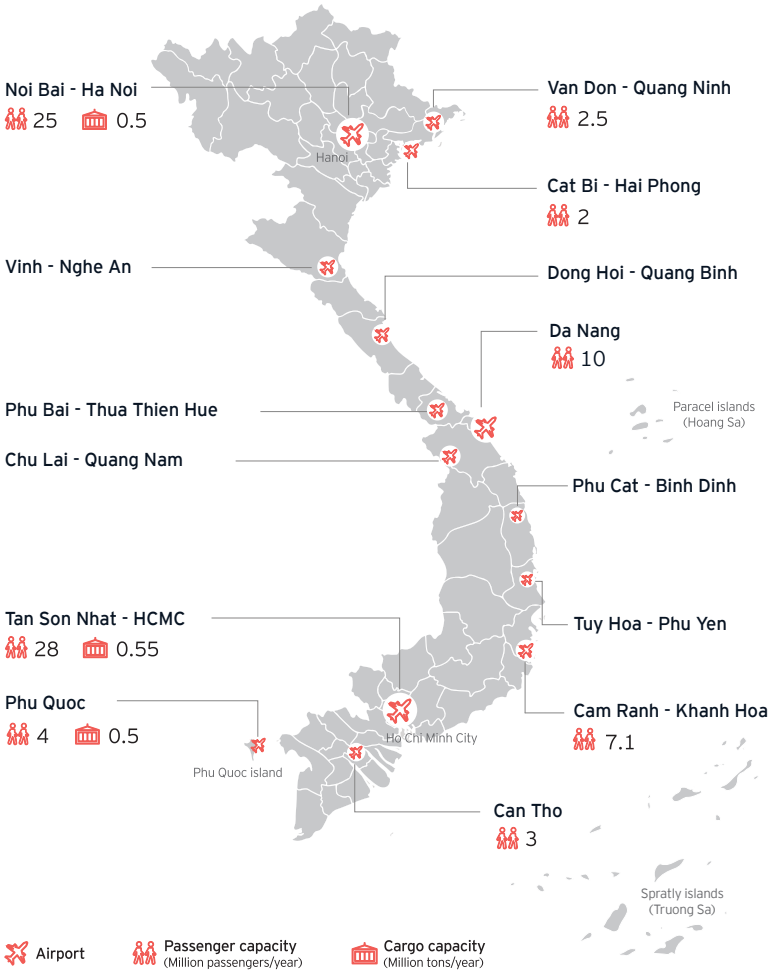 Noi Bai - Ha Noi
25 0.5
Van Don - Quang Ninh
2.5
Hanoi
Cat Bi - Hai Phong
2
Vinh - Nghe An
Dong Hoi - Quang Binh
Da Nang
10
Phu Bai - Thua Thien Hue
Paracel islands
(Hoang Sa)
Chu Lai - Quang Nam
Phu Cat - Binh Dinh
Tan Son Nhat - HCMC
28 0.55
Tuy Hoa - Phu Yen
Phu Quoc
4 0.5
Cam Ranh - Khanh Hoa
7.1
Ho Chi Minh City
Phu Quoc island
Can Tho
3
Spratly islands
(Truong Sa)
Airport
Passenger capacity
(Million passengers/year)
Cargo capacity
(Million tons/year)